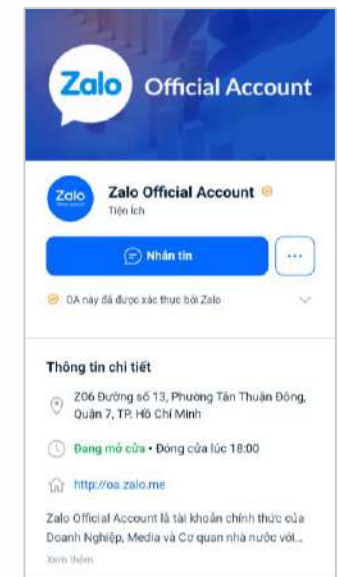 Zalo Official Account
Zalo
Zalo Official Account
Tiện ích
Nhắn tin
OA này đã được xác thực bởi Zalo
Thông tin chi tiết
Z06 Đường số 13, Phường Tân Thuận Đông,
Quận 7, TP. Hồ Chí Minh
Đang mở cửa • Đóng cửa lúc 18:00
http://oa.zalo.me
Zalo Official Account là tài khoản chính thức của
Doanh Nghiệp, Media và Cơ quan nhà nước với...
Xem thêm